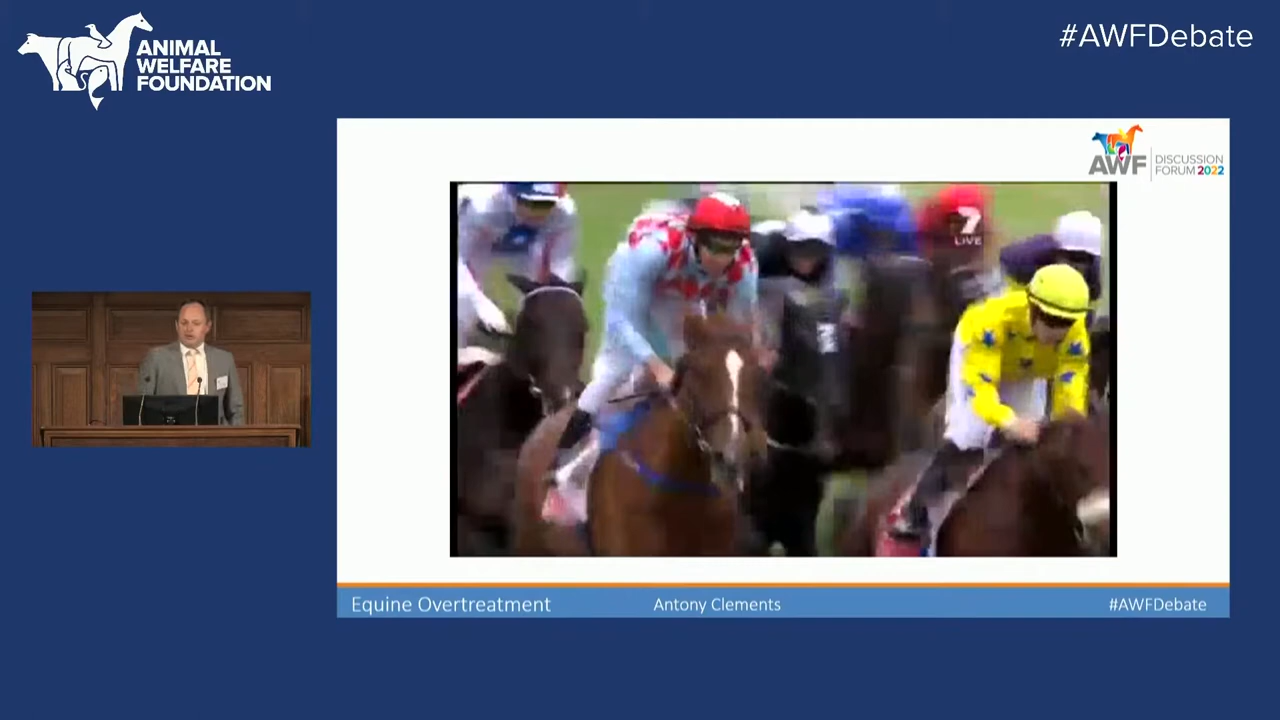 ANIMAL
WELFARE
FOUNDATION
#AWFDebate
AWF
DISCUSSION
FORUM 2022
7
LIVE
Equine Overtreatment
Antony Clements
#AWFDebate